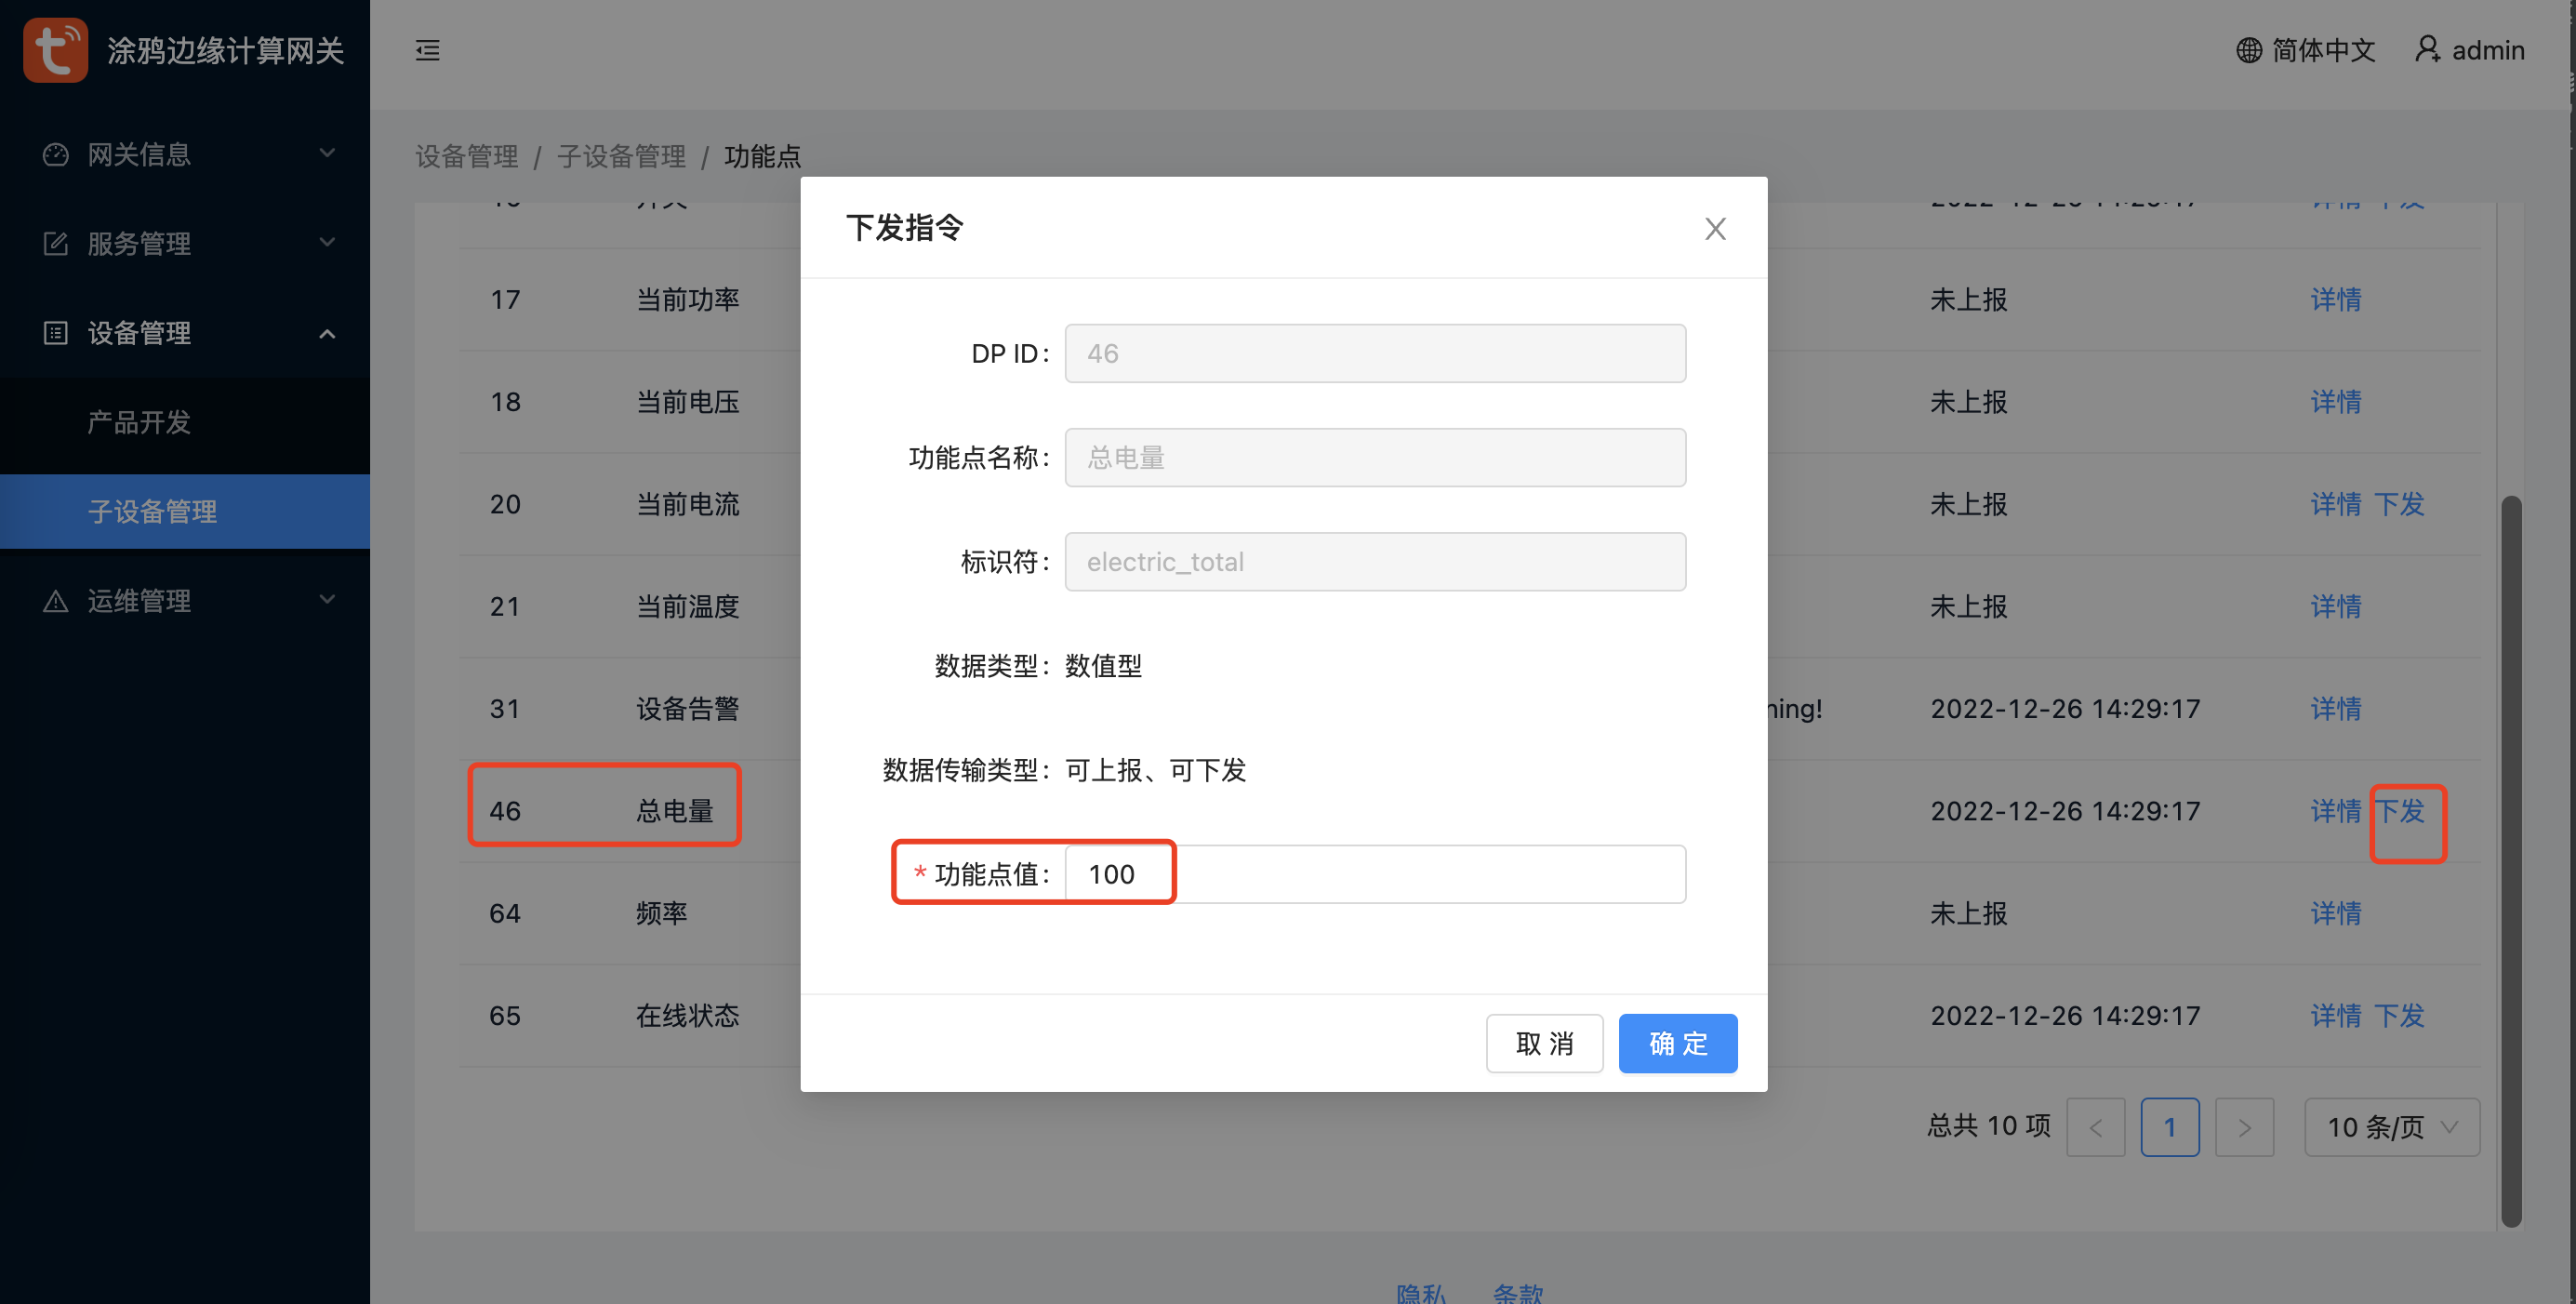 涂鸦边缘计算网关
简体中文
admin
网关信息
服务管理
设备管理
产品开发
子设备管理
运维管理
设备管理 / 子设备管理 / 功能点
17 当前功率 未上报 详情
18 当前电压 未上报 详情
20 当前电流 未上报 详情 下发
21 当前温度 未上报 详情
31 设备告警 ning! 2022-12-26 14:29:17 详情
46 总电量 2022-12-26 14:29:17 详情 下发
64 频率 未上报 详情
65 在线状态 2022-12-26 14:29:17 详情 下发
总共 10 项 < 1 > 10 条/页
下发指令
DP ID: 46
功能点名称: 总电量
标识符: electric_total
数据类型: 数值型
数据传输类型: 可上报、可下发
* 功能点值: 100
取 消 确 定
隐私 条款